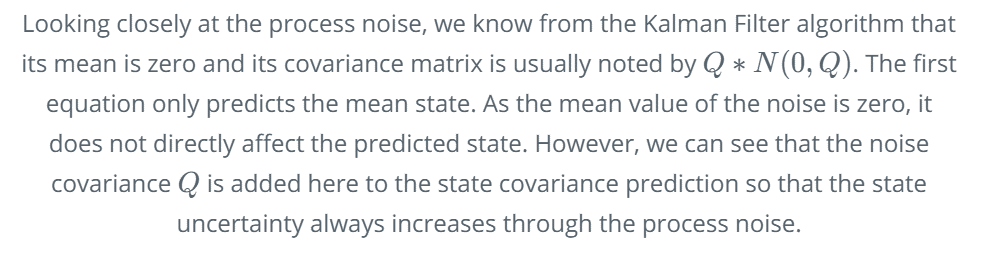 Looking closely at the process noise, we know from the Kalman Filter algorithm that
its mean is zero and its covariance matrix is usually noted by Q ∗ N(0, Q). The first
equation only predicts the mean state. As the mean value of the noise is zero, it
does not directly affect the predicted state. However, we can see that the noise
covariance Q is added here to the state covariance prediction so that the state
uncertainty always increases through the process noise.